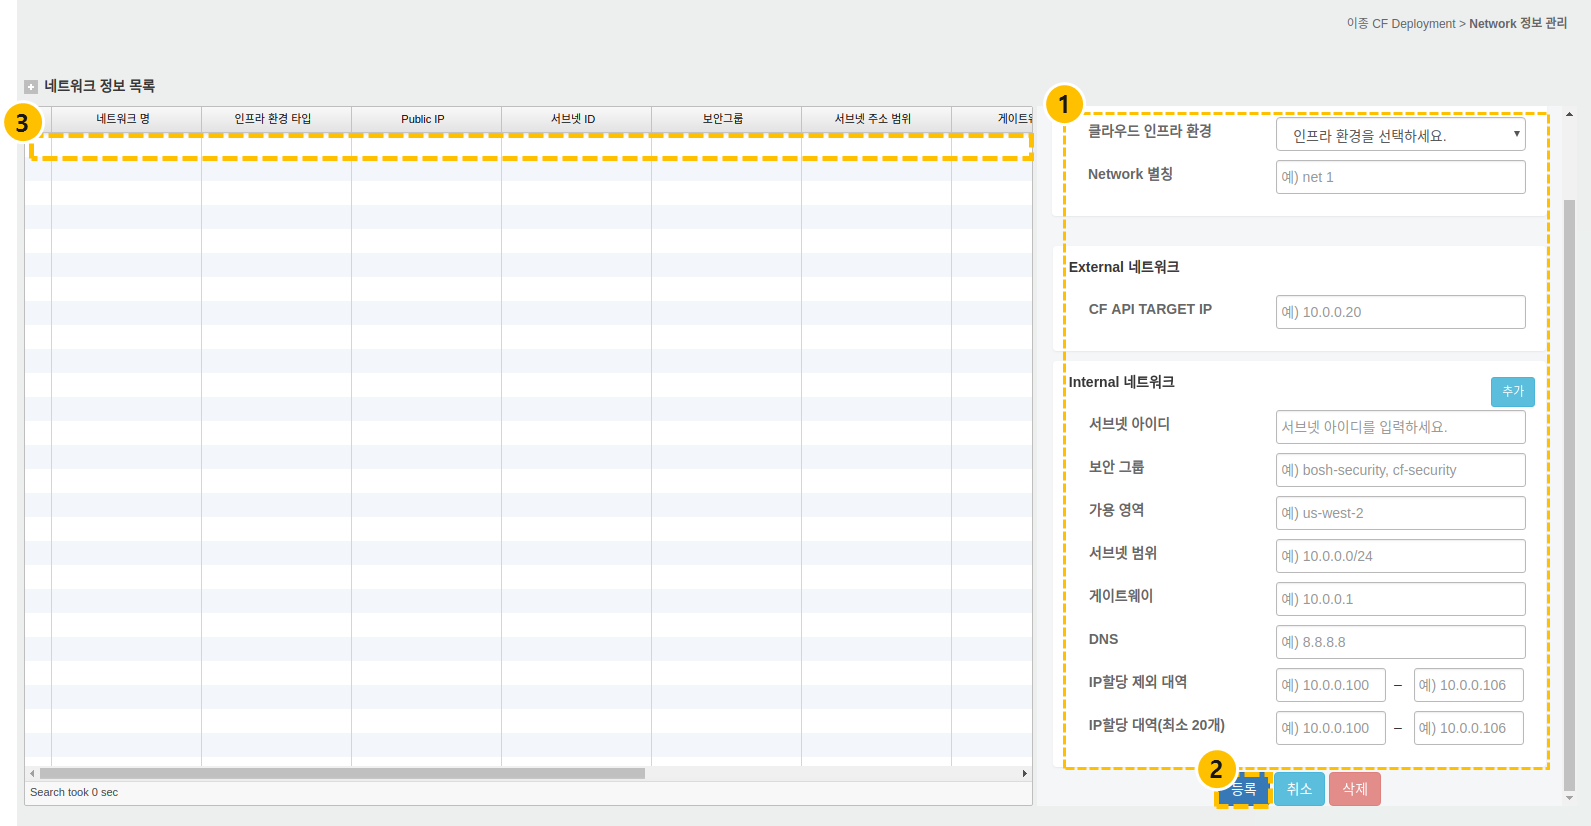 이종 CF Deployment > Network 정보 관리
네트워크 정보 목록
3
네트워크 명 인프라 환경 타입 Public IP 서브넷 ID 보안그룹 서브넷 주소 범위
Search took 0 sec
1
클라우드 인프라 환경 인프라 환경을 선택하세요.
Network 별칭 예) net 1
External 네트워크
CF API TARGET IP 예) 10.0.0.20
Internal 네트워크
추가
서브넷 아이디 서브넷 아이디를 입력하세요.
보안 그룹 예) bosh-security, cf-security
가용 영역 예) us-west-2
서브넷 범위 예) 10.0.0.0/24
게이트웨이 예) 10.0.0.1
DNS 예) 8.8.8.8
IP할당 제외 대역 예) 10.0.0.100 – 예) 10.0.0.106
IP할당 대역(최소 20개) 예) 10.0.0.100 – 예) 10.0.0.106
2
등록 취소 삭제